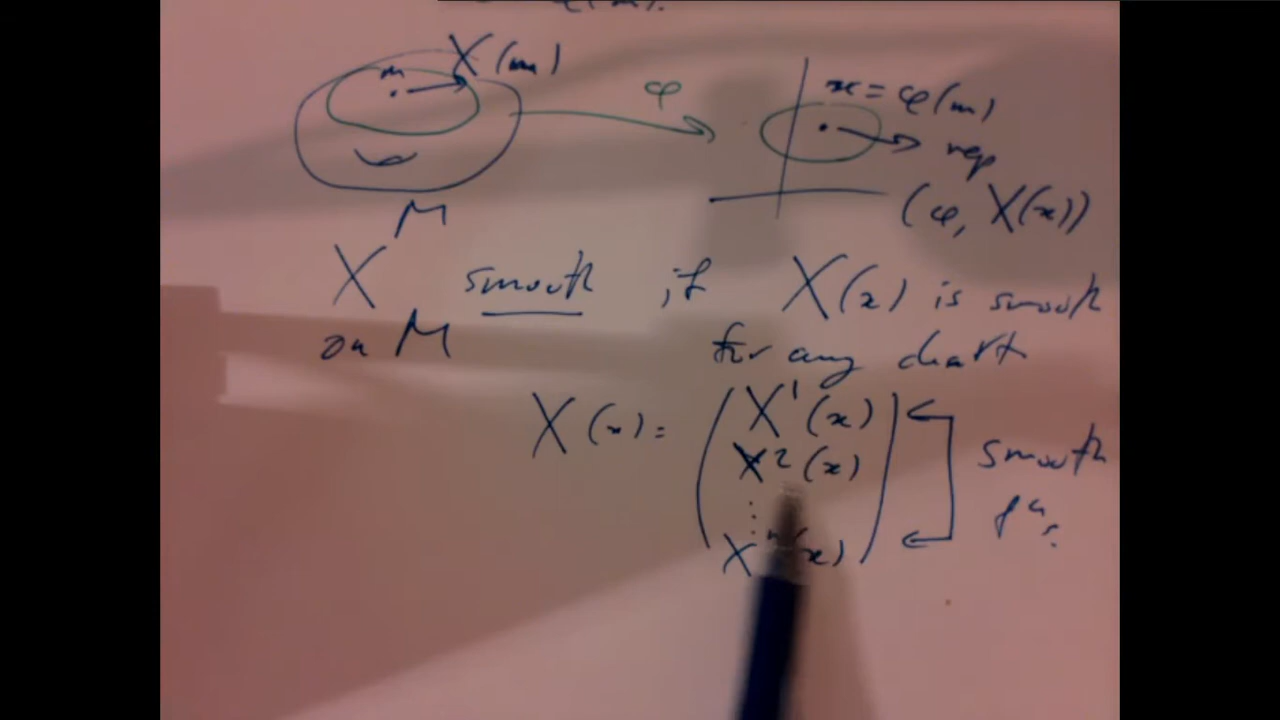 m X(m)
φ x = φ(m)
rep
M (φ, X(x))
X smooth if X(x) is smooth
on M for any chart
X(x) = X¹(x)
X²(x) smooth
⋮ fⁿs.
Xⁿ(x)